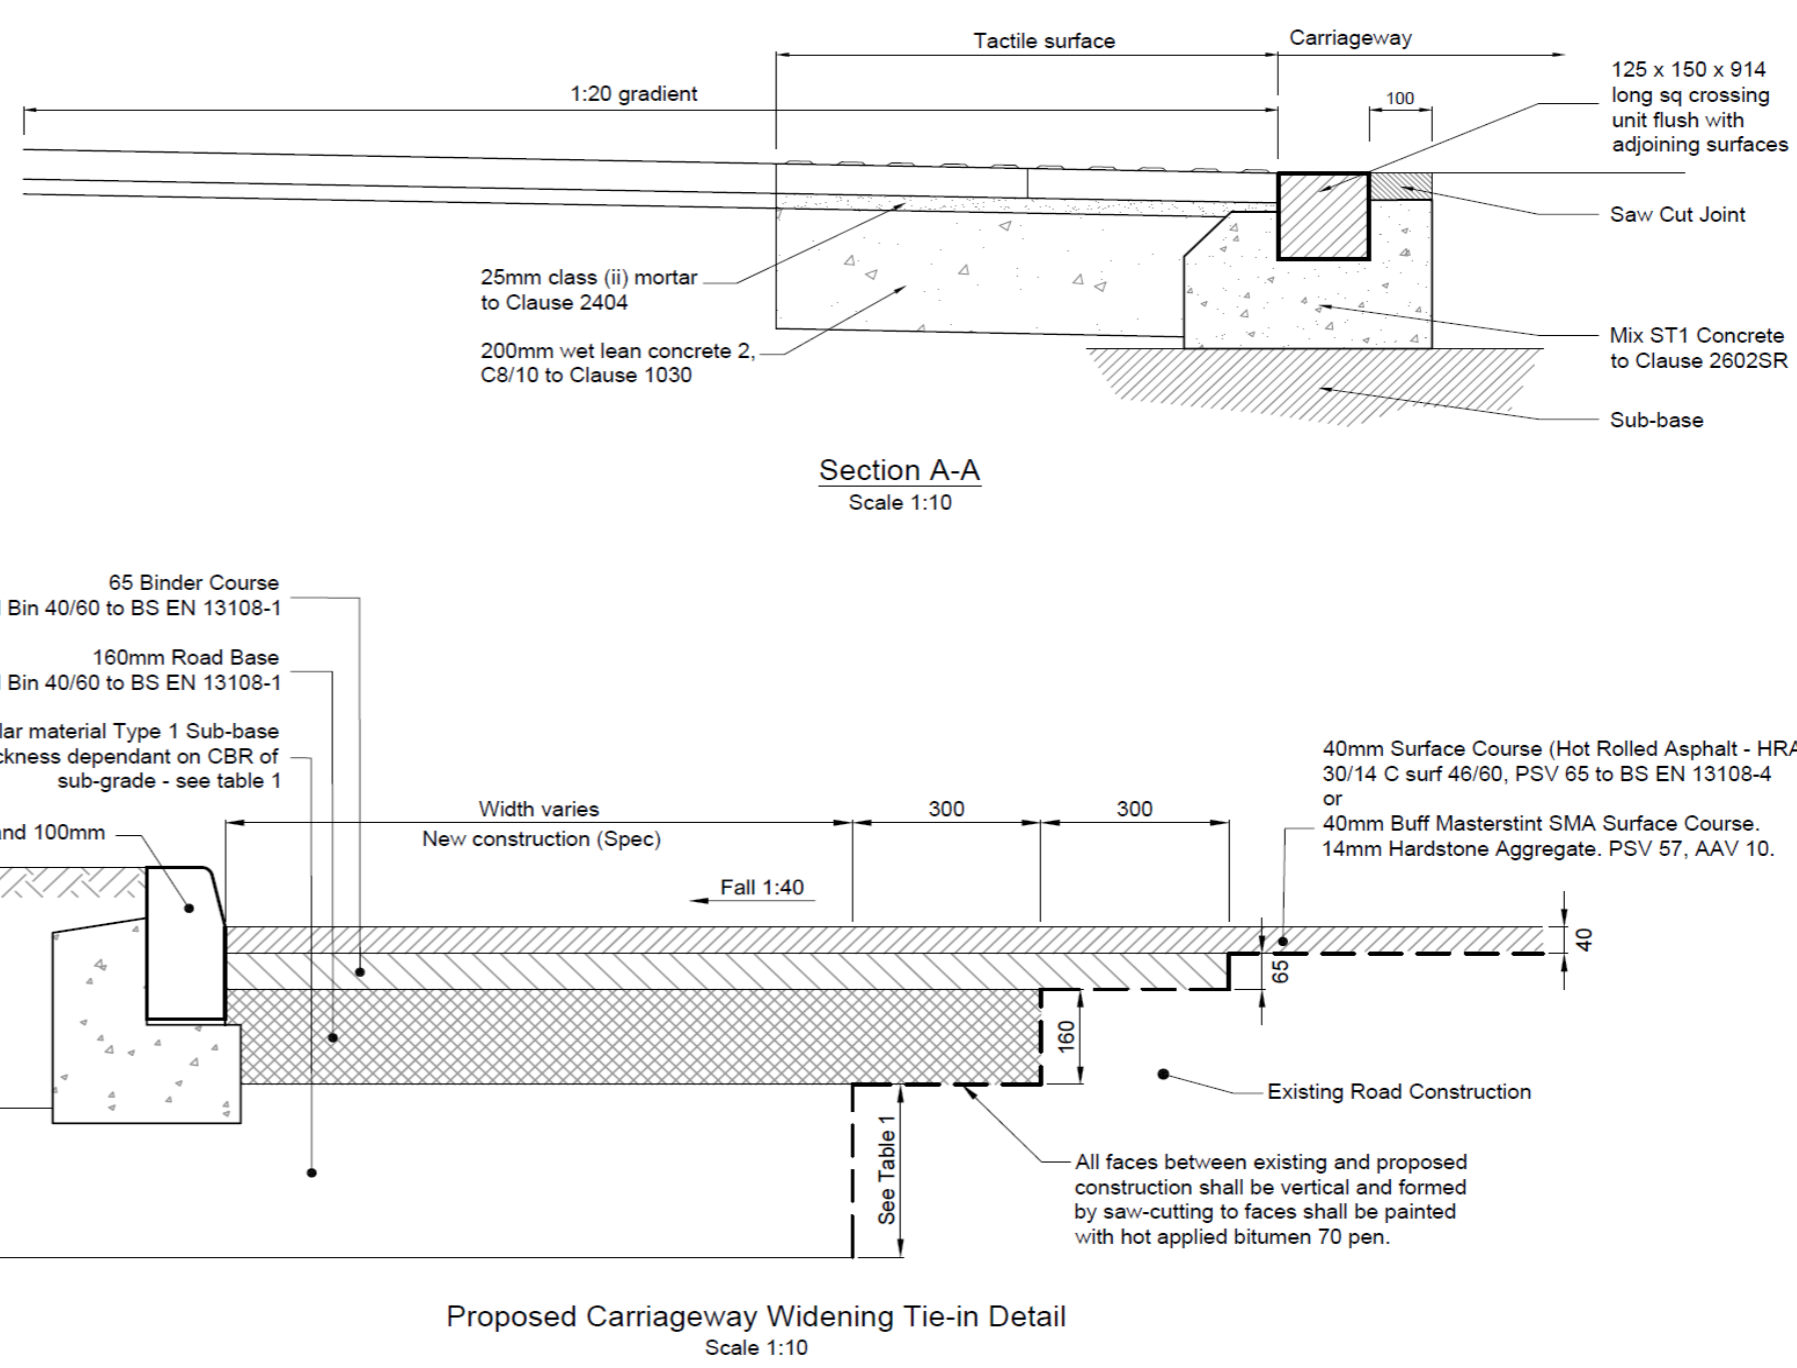 Tactile surface
Carriageway
1:20 gradient
100
125 x 150 x 914
long sq crossing
unit flush with
adjoining surfaces
Saw Cut Joint
25mm class (ii) mortar
to Clause 2404
200mm wet lean concrete 2,
C8/10 to Clause 1030
Mix ST1 Concrete
to Clause 2602SR
Sub-base
Section A-A
Scale 1:10
65 Binder Course
Bin 40/60 to BS EN 13108-1
160mm Road Base
Bin 40/60 to BS EN 13108-1
lar material Type 1 Sub-base
ckness dependant on CBR of
sub-grade - see table 1
nd 100mm
Width varies
New construction (Spec)
300
300
Fall 1:40
40mm Surface Course (Hot Rolled Asphalt - HRA
30/14 C surf 46/60, PSV 65 to BS EN 13108-4
or
40mm Buff Masterstint SMA Surface Course.
14mm Hardstone Aggregate. PSV 57, AAV 10.
40
65
160
See Table 1
Existing Road Construction
All faces between existing and proposed
construction shall be vertical and formed
by saw-cutting to faces shall be painted
with hot applied bitumen 70 pen.
Proposed Carriageway Widening Tie-in Detail
Scale 1:10